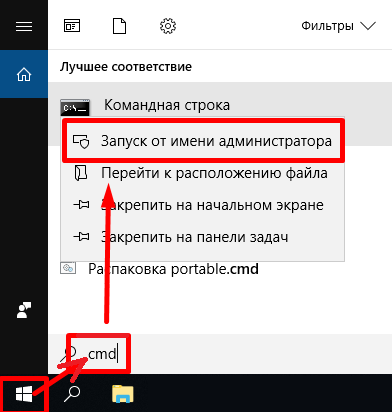 Фильтры
Лучшее соответствие
Командная строка
Запуск от имени администратора
Перейти к расположению файла
Закрепить на начальном экране
Закрепить на панели задач
Распаковка portable.cmd
cmd